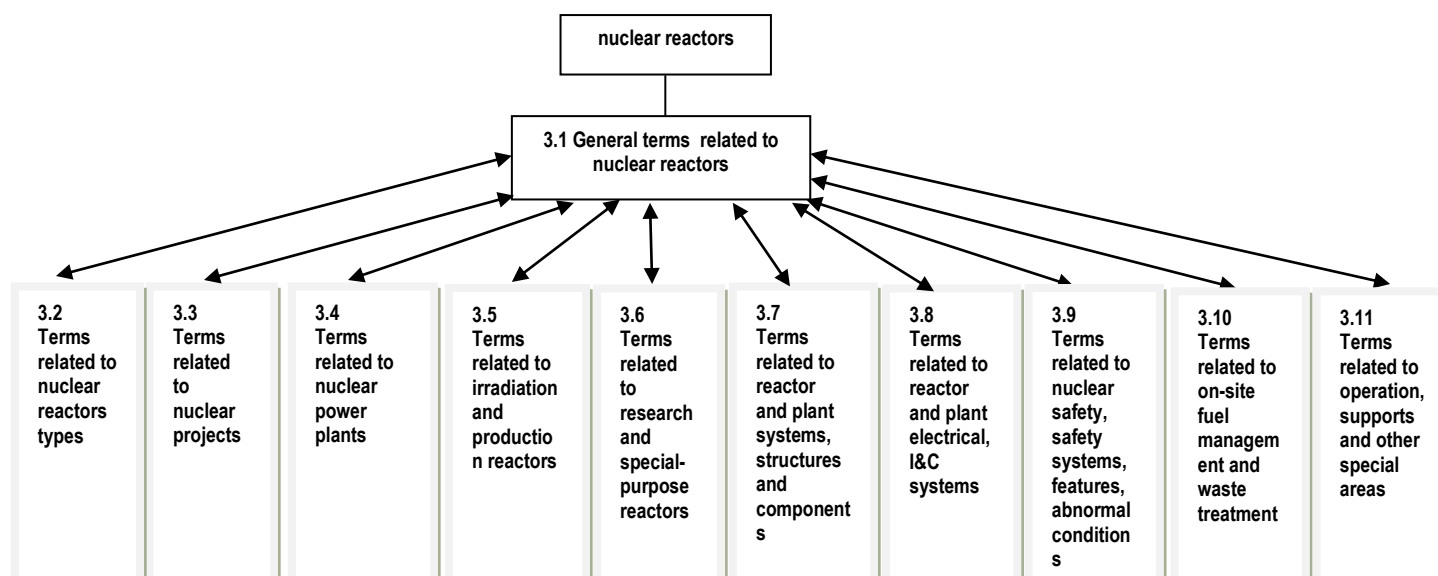 nuclear reactors
3.1 General terms related to
nuclear reactors
3.2
Terms
related to
nuclear
reactors
types
3.3
Terms
related
to
nuclear
projects
3.4
Terms
related to
nuclear
power
plants
3.5
Terms
related to
irradiation
and
productio
n reactors
3.6
Terms
related
to
research
and
special-
purpose
reactors
3.7
Terms
related to
reactor
and plant
systems,
structures
and
component
s
3.8
Terms
related to
reactor
and plant
electrical,
I&C
systems
3.9
Terms
related to
nuclear
safety,
safety
systems,
features,
abnormal
condition
s
3.10
Terms
related to
on-site
fuel
managem
ent and
waste
treatment
3.11
Terms
related to
operation,
supports
and other
special
areas